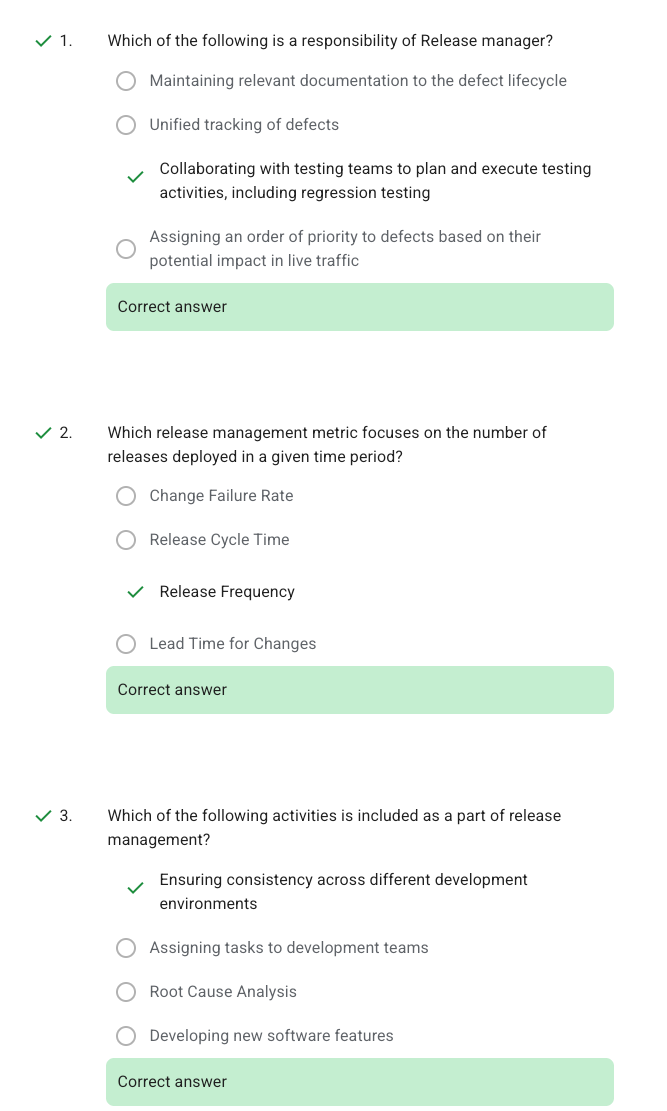 1. Which of the following is a responsibility of Release manager?
Maintaining relevant documentation to the defect lifecycle
Unified tracking of defects
Collaborating with testing teams to plan and execute testing
activities, including regression testing
Assigning an order of priority to defects based on their
potential impact in live traffic
Correct answer
2. Which release management metric focuses on the number of
releases deployed in a given time period?
Change Failure Rate
Release Cycle Time
Release Frequency
Lead Time for Changes
Correct answer
3. Which of the following activities is included as a part of release
management?
Ensuring consistency across different development
environments
Assigning tasks to development teams
Root Cause Analysis
Developing new software features
Correct answer